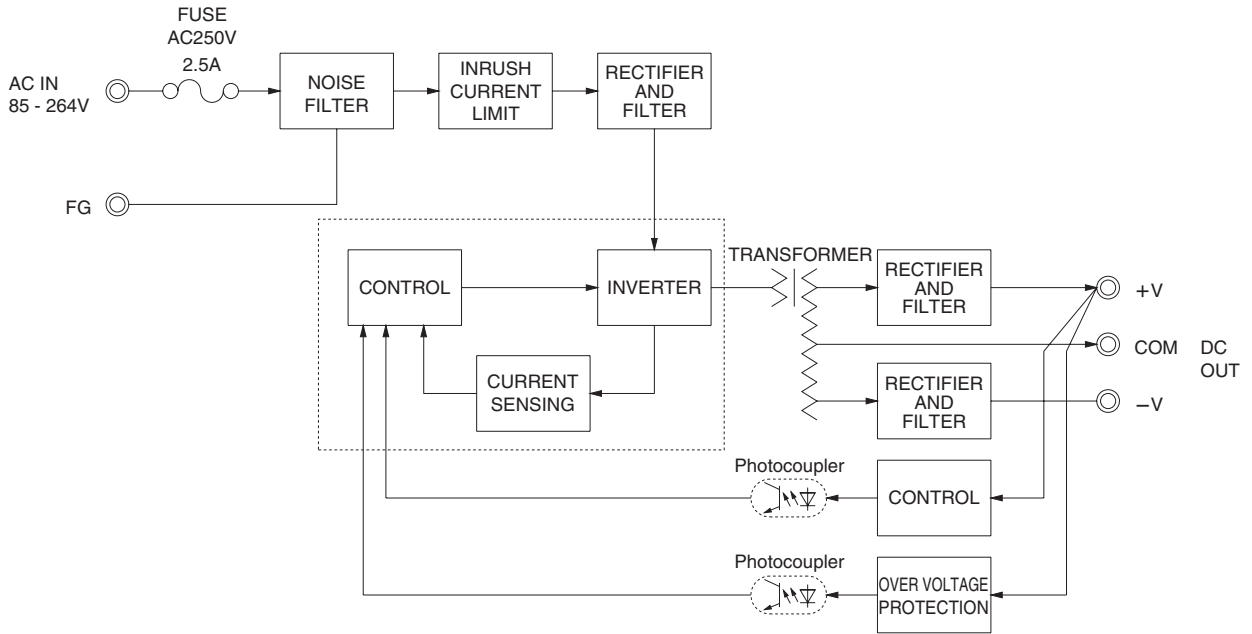 FUSE
AC250V
2.5A
AC IN
85 - 264V
NOISE
FILTER
INRUSH
CURRENT
LIMIT
RECTIFIER
AND
FILTER
FG
CONTROL
INVERTER
TRANSFORMER
RECTIFIER
AND
FILTER
+V
COM
DC
OUT
CURRENT
SENSING
RECTIFIER
AND
FILTER
−V
Photocoupler
CONTROL
Photocoupler
OVER VOLTAGE
PROTECTION